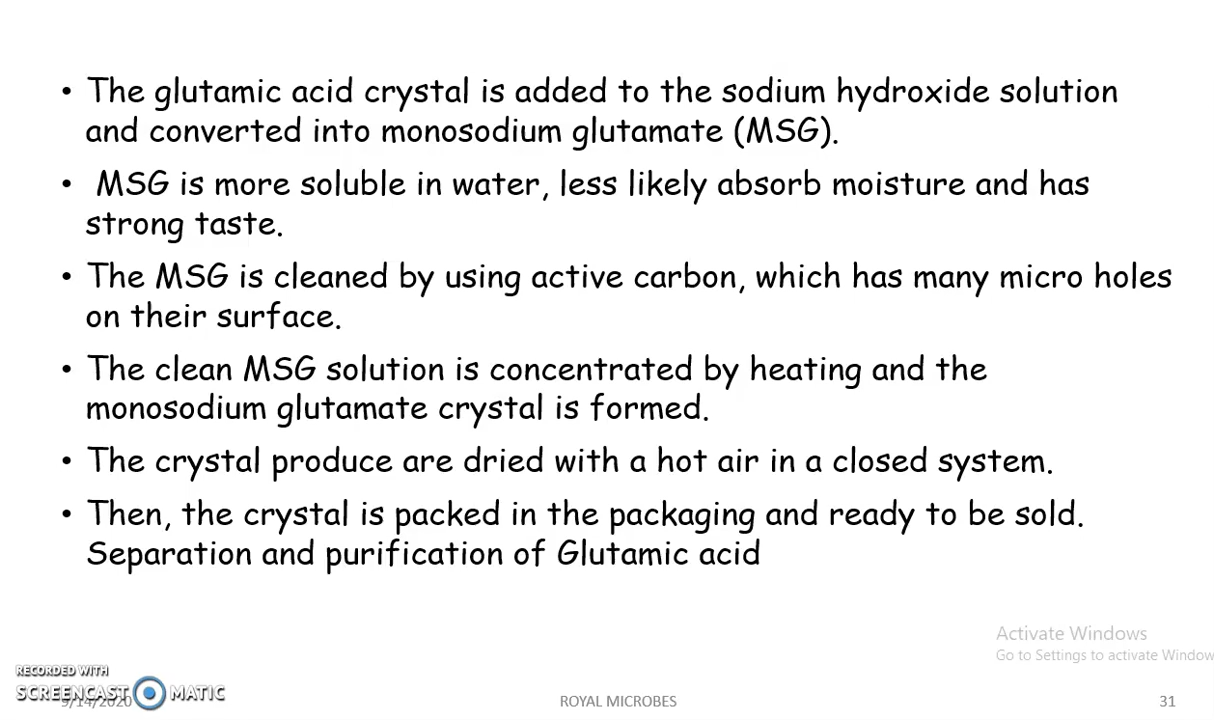 • The glutamic acid crystal is added to the sodium hydroxide solution
and converted into monosodium glutamate (MSG).
• MSG is more soluble in water, less likely absorb moisture and has
strong taste.
• The MSG is cleaned by using active carbon, which has many micro holes
on their surface.
• The clean MSG solution is concentrated by heating and the
monosodium glutamate crystal is formed.
• The crystal produce are dried with a hot air in a closed system.
• Then, the crystal is packed in the packaging and ready to be sold.
Separation and purification of Glutamic acid
Activate Windows
Go to Settings to activate Window
RECORDED WITH
SCREENCAST MATIC
9/14/2020
ROYAL MICROBES
31